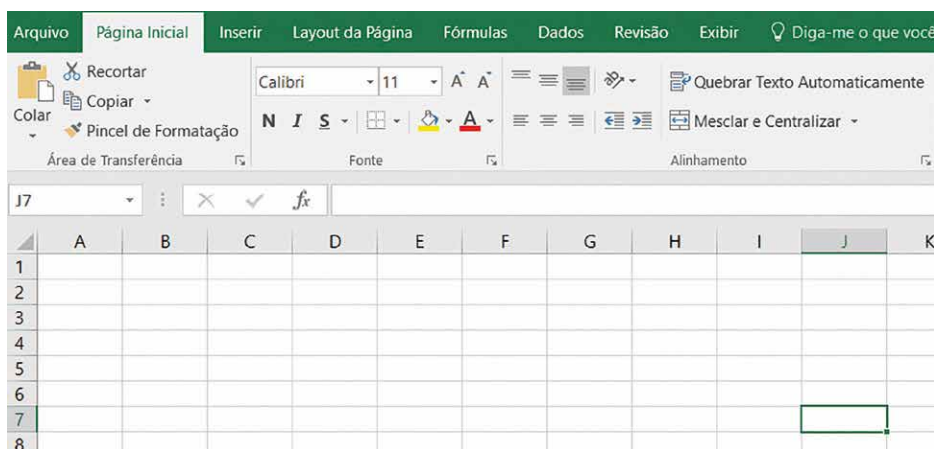 Arquivo Página Inicial Inserir Layout da Página Fórmulas Dados Revisão Exibir Diga-me o que você
Recortar
Copiar
Pincel de Formatação
Colar
Área de Transferência
Calibri 11 A A
N I S A
Fonte
Quebrar Texto Automaticamente
Mesclar e Centralizar
Alinhamento
J7 fx
A B C D E F G H I J K
1
2
3
4
5
6
7
8